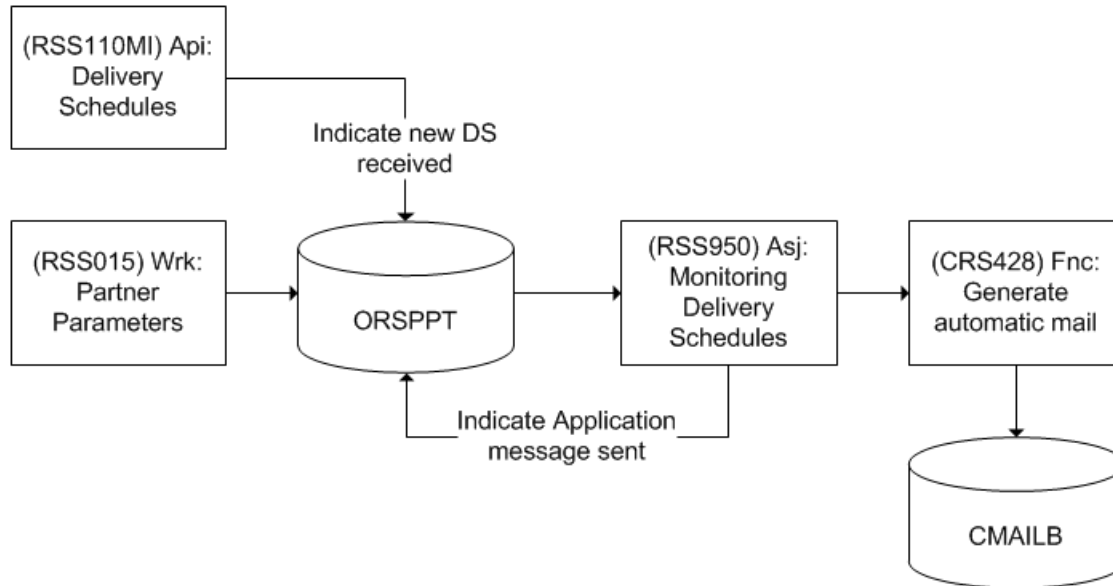 (RSS110MI) Api:
Delivery
Schedules
Indicate new DS
received
(RSS015) Wrk:
Partner
Parameters
ORSPPT
(RSS950) Asj:
Monitoring
Delivery
Schedules
(CRS428) Fnc:
Generate
automatic mail
Indicate Application
message sent
CMAILB